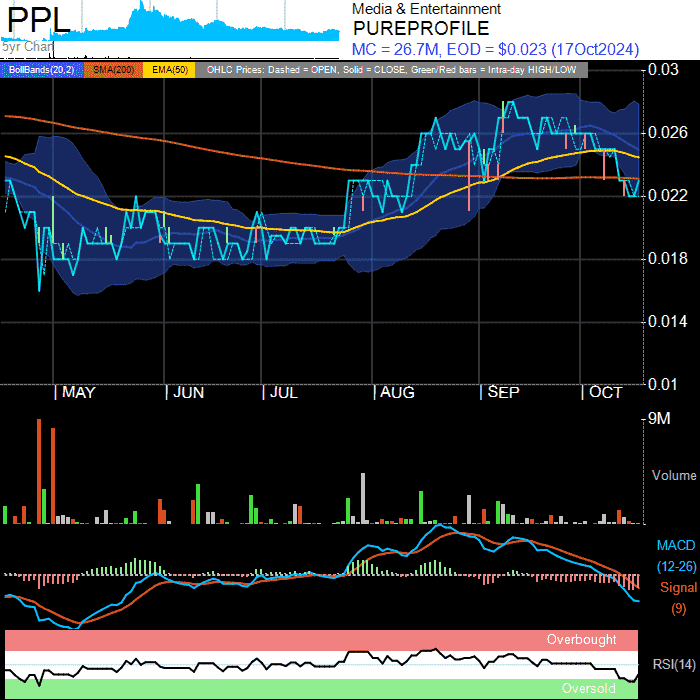 PPL
5yr Chart
Media & Entertainment
PUREPROFILE
MC = 26.7M, EOD = $0.023 (17Oct2024)
BollBands(20,2) SMA(200) EMA(50) OHLC Prices: Dashed = OPEN, Solid = CLOSE, Green/Red bars = Intra-day HIGH/LOW
0.03
0.026
0.022
0.018
0.014
0.01
| MAY | JUN | JUL | AUG | SEP | OCT
9M
Volume
MACD
(12-26)
Signal
(9)
Overbought
RSI(14)
Oversold